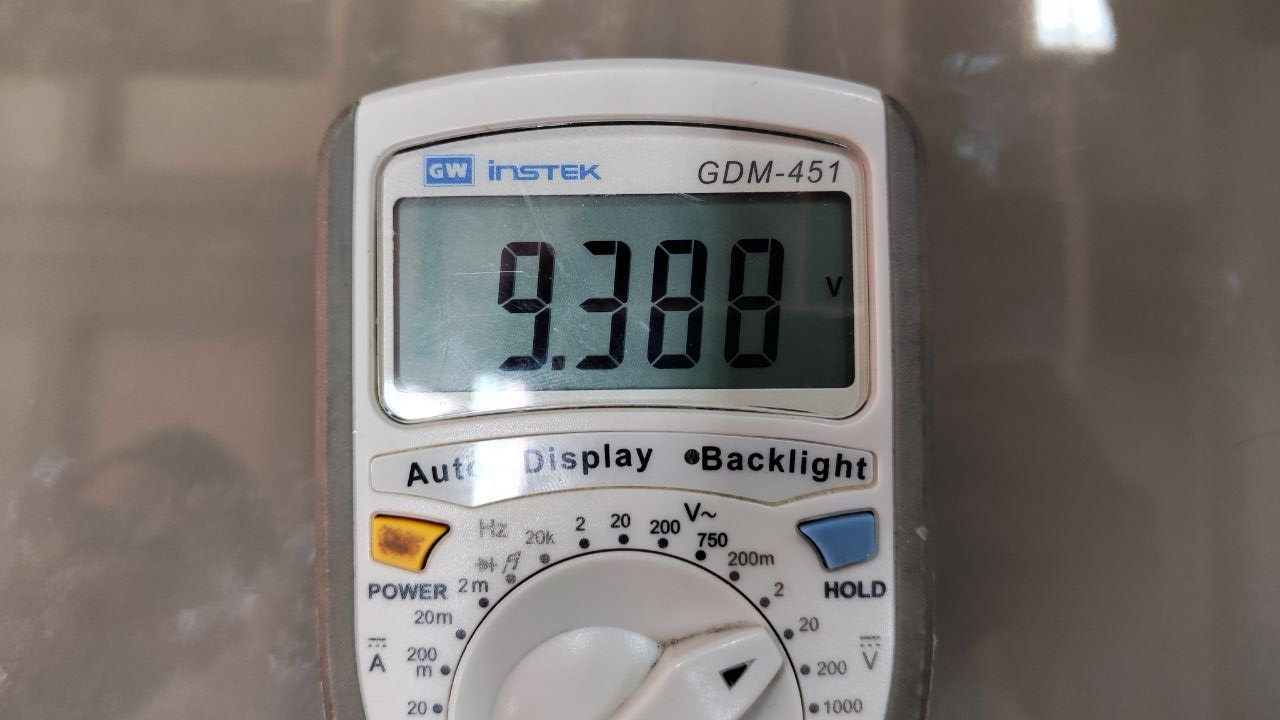 GW INSTEK GDM-451
9.388 V
Auto Display •Backlight
Hz 20k 2 20 200 V~ 750
200m
2
20
200
1000
V
POWER
HOLD
2m
20m
A
200
m
20